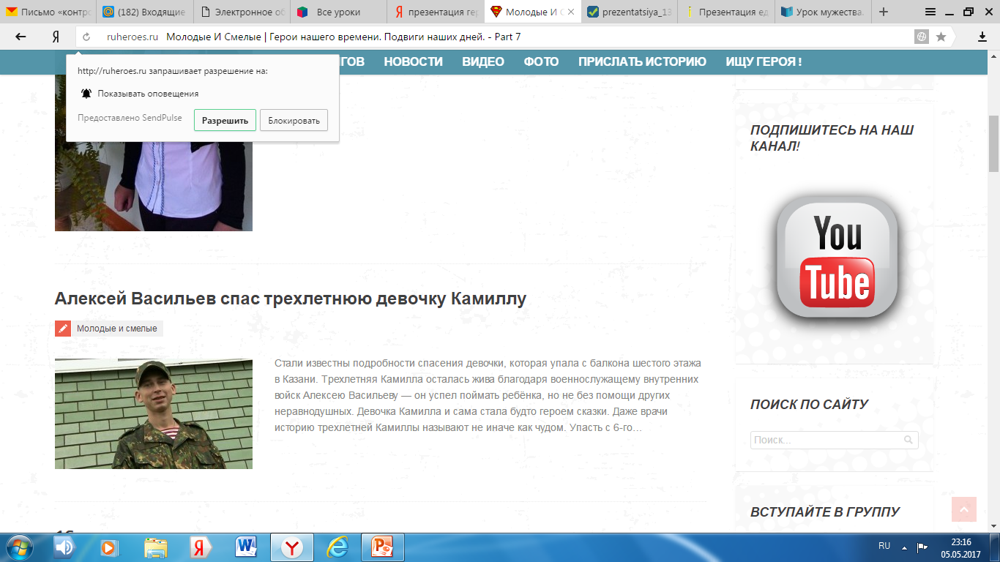 Письмо «контро
(182) Входящие
Электронное об
Все уроки
презентация гер
Молодые И С
prezentatsiya_13
Презентация ед
Урок мужества.
ruheroes.ru Молодые И Смелые | Герои нашего времени. Подвиги наших дней. - Part 7
ГОВ НОВОСТИ ВИДЕО ФОТО ПРИСЛАТЬ ИСТОРИЮ ИЩУ ГЕРОЯ !
http://ruheroes.ru запрашивает разрешение на:
Показывать оповещения
Предоставлено SendPulse
Разрешить
Блокировать
ПОДПИШИТЕСЬ НА НАШ
КАНАЛ!
You
Tube
Алексей Васильев спас трехлетнюю девочку Камиллу
Молодые и смелые
Стали известны подробности спасения девочки, которая упала с балкона шестого этажа
в Казани. Трехлетняя Камилла осталась жива благодаря военнослужащему внутренних
войск Алексею Васильеву — он успел поймать ребёнка, но не без помощи других
неравнодушных. Девочка Камилла и сама стала будто героем сказки. Даже врачи
историю трехлетней Камиллы называют не иначе как чудом. Упасть с 6-го…
ПОИСК ПО САЙТУ
Поиск...
ВСТУПАЙТЕ В ГРУППУ
RU
23:16
05.05.2017